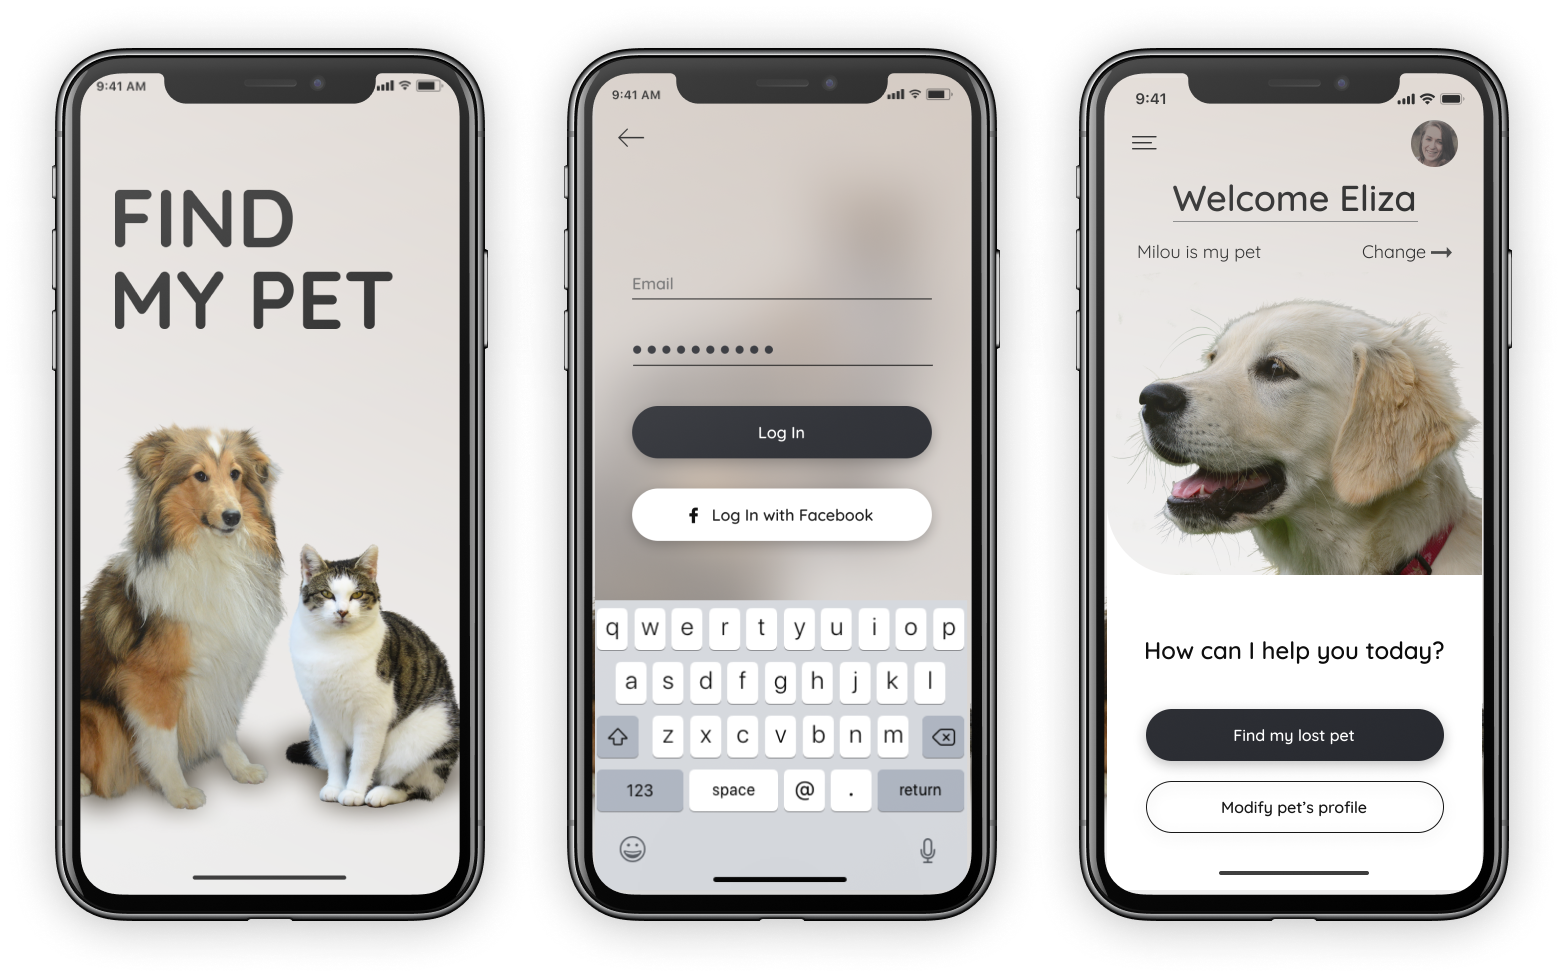 9:41 AM
FIND
MY PET
9:41 AM
Email
Log In
Log In with Facebook
q w e r t y u i o p
a s d f g h j k l
z x c v b n m
123 space @ . return
9:41
Welcome Eliza
Milou is my pet
Change
How can I help you today?
Find my lost pet
Modify pet’s profile